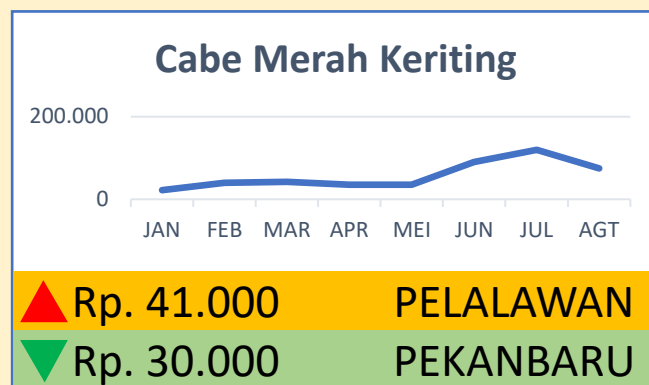 Cabe Merah Keriting
200.000
0
JAN FEB MAR APR MEI JUN JUL AGT
Rp. 41.000 PELALAWAN
Rp. 30.000 PEKANBARU